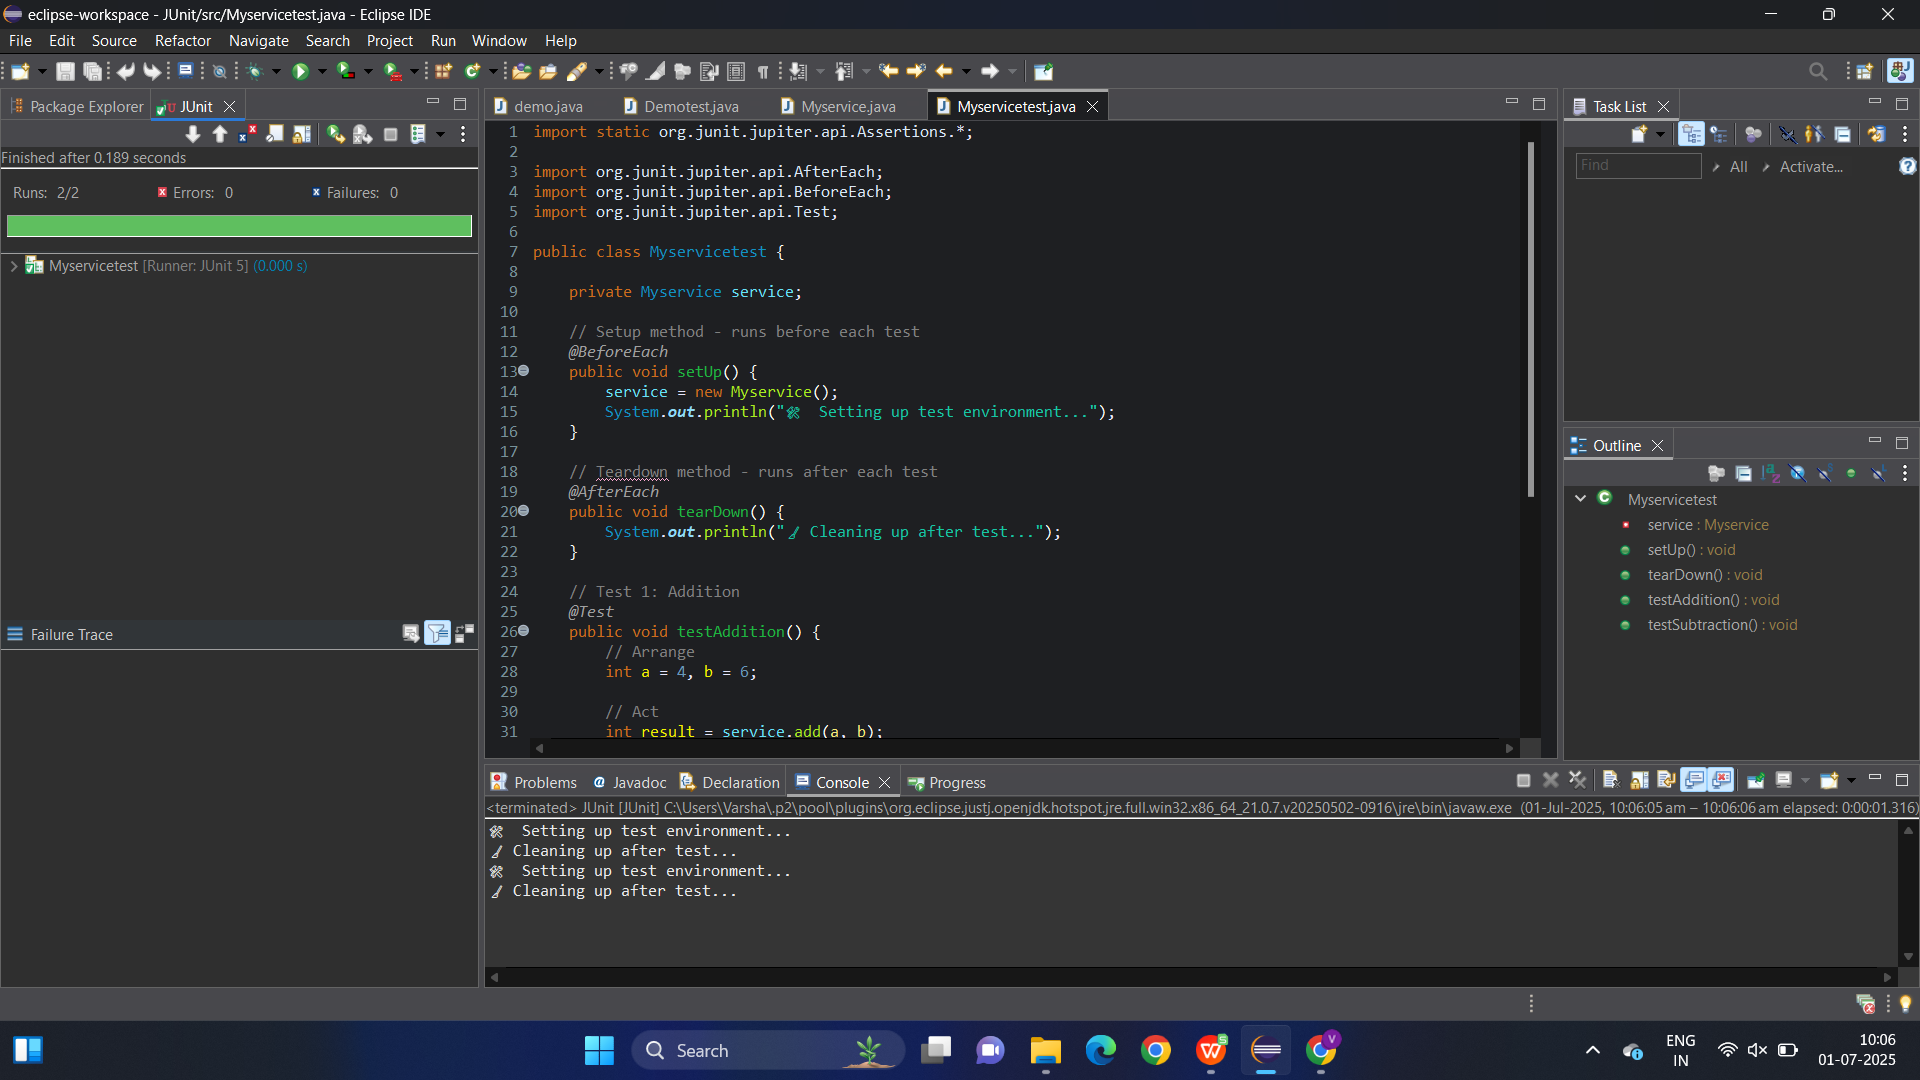 eclipse-workspace - JUnit/src/Myservicetest.java - Eclipse IDE
File Edit Source Refactor Navigate Search Project Run Window Help
Package Explorer JUnit
Finished after 0.189 seconds
Runs: 2/2 Errors: 0 Failures: 0
Myservicetest [Runner: JUnit 5] (0.000 s)
Failure Trace
demo.java Demotest.java Myservice.java Myservicetest.java
1 import static org.junit.jupiter.api.Assertions.*;
2
3 import org.junit.jupiter.api.AfterEach;
4 import org.junit.jupiter.api.BeforeEach;
5 import org.junit.jupiter.api.Test;
6
7 public class Myservicetest {
8
9 private Myservice service;
10
11 // Setup method - runs before each test
12 @BeforeEach
13 public void setUp() {
14 service = new Myservice();
15 System.out.println("🛠 Setting up test environment...");
16 }
17
18 // Teardown method - runs after each test
19 @AfterEach
20 public void tearDown() {
21 System.out.println("🧹 Cleaning up after test...");
22 }
23
24 // Test 1: Addition
25 @Test
26 public void testAddition() {
27 // Arrange
28 int a = 4, b = 6;
29
30 // Act
31 int result = service.add(a, b);
Task List
Find All Activate...
Outline
Myservicetest
service : Myservice
setUp() : void
tearDown() : void
testAddition() : void
testSubtraction() : void
Problems Javadoc Declaration Console Progress
<terminated> JUnit [JUnit] C:\Users\Varsha\.p2\pool\plugins\org.eclipse.justj.openjdk.hotspot.jre.full.win32.x86_64_21.0.7.v20250502-0916\jre\bin\javaw.exe (01-Jul-2025, 10:06:05 am – 10:06:06 am elapsed: 0:00:01.316)
🛠 Setting up test environment...
🧹 Cleaning up after test...
🛠 Setting up test environment...
🧹 Cleaning up after test...
Search
ENG
IN
10:06
01-07-2025